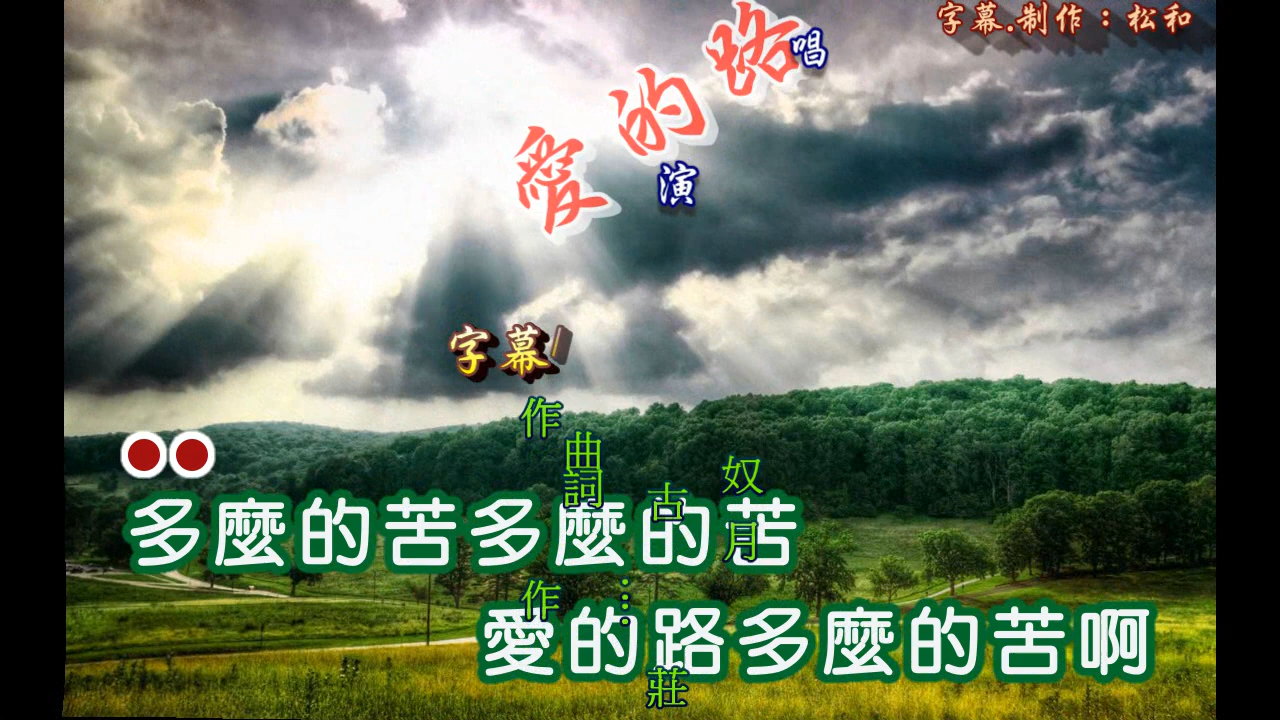 字幕.制作：松和
愛的路
演唱
字幕
作曲
作詞
：
古月
奴
莊
多麼的苦多麼的苦
愛的路多麼的苦啊